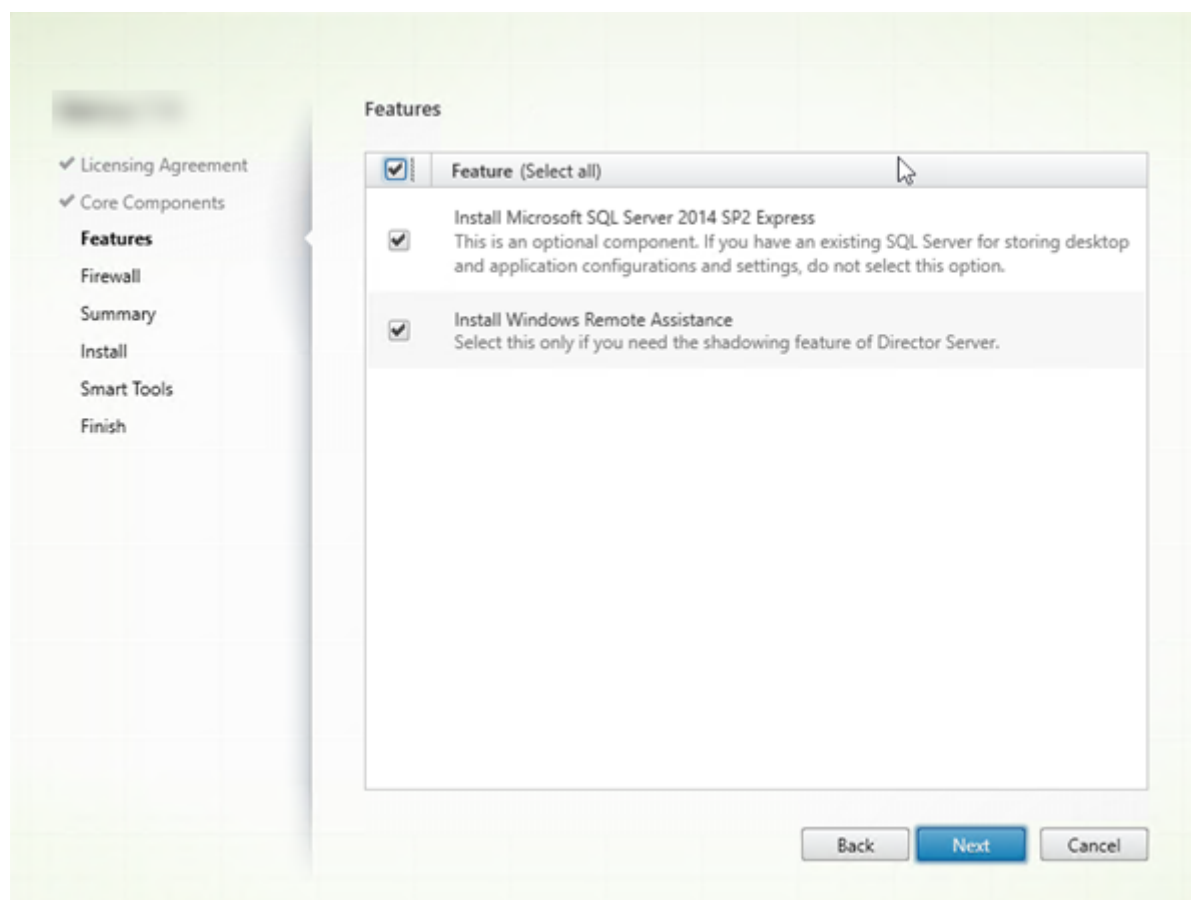 Features
Licensing Agreement
Core Components
Features
Firewall
Summary
Install
Smart Tools
Finish
Feature (Select all)
Install Microsoft SQL Server 2014 SP2 Express
This is an optional component. If you have an existing SQL Server for storing desktop
and application configurations and settings, do not select this option.
Install Windows Remote Assistance
Select this only if you need the shadowing feature of Director Server.
Back Next Cancel